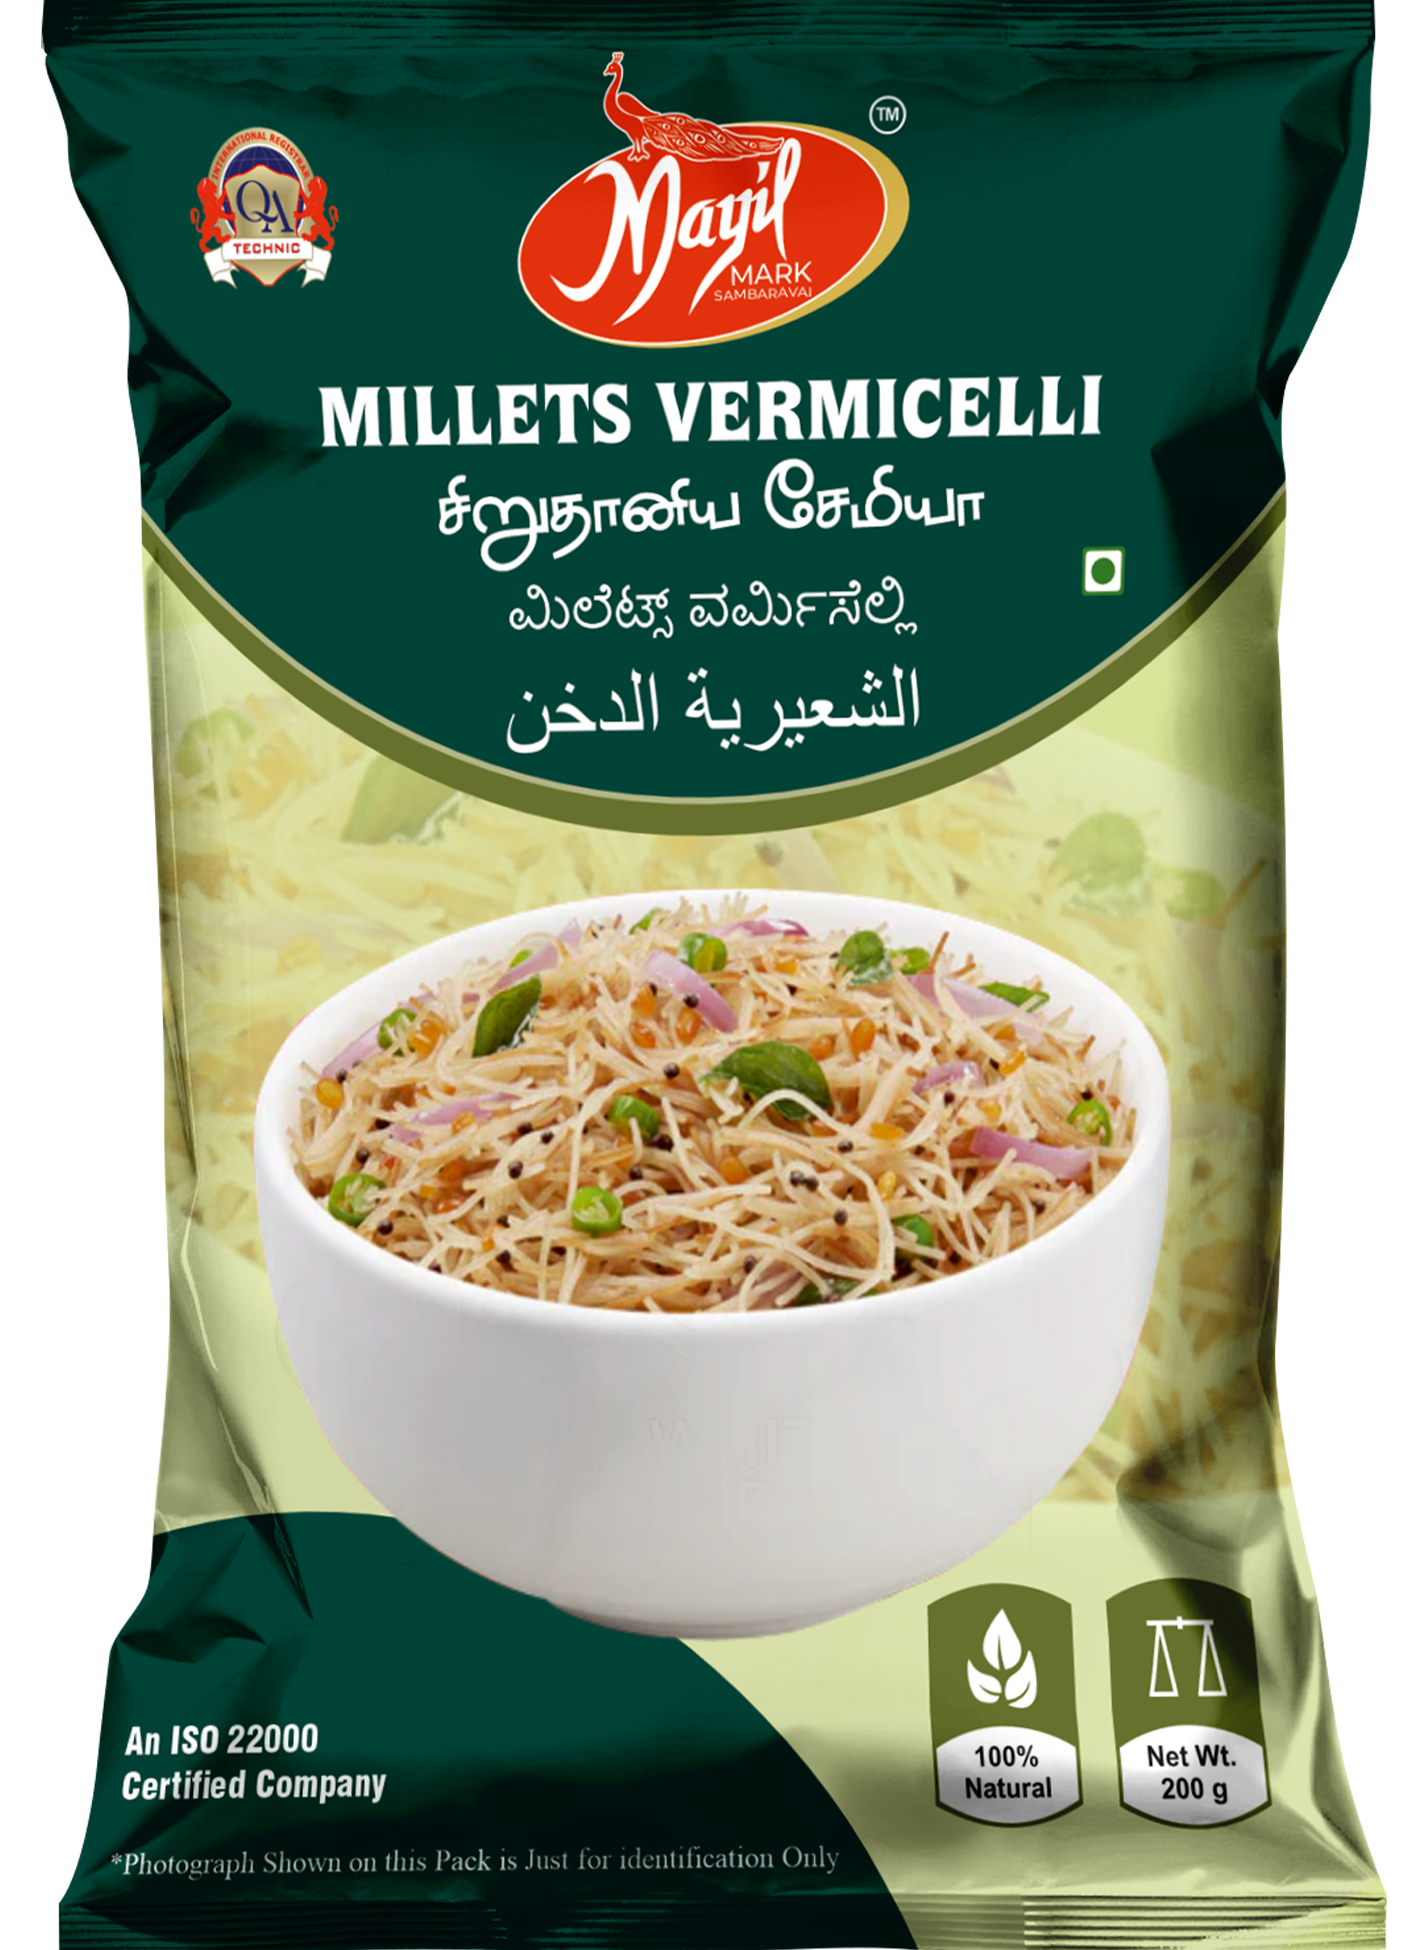 INTERNATIONAL REGISTRAR
QA
TECHNIC
TM
Mayil
MARK
SAMBARAVAI
MILLETS VERMICELLI
சிறுதானிய சேமியா
ಮಿಲೆಟ್ಸ್ ವರ್ಮಿಸೆಲ್ಲಿ
الشعيرية الدخن
An ISO 22000
Certified Company
100%
Natural
Net Wt.
200 g
*Photograph Shown on this Pack is Just for identification Only